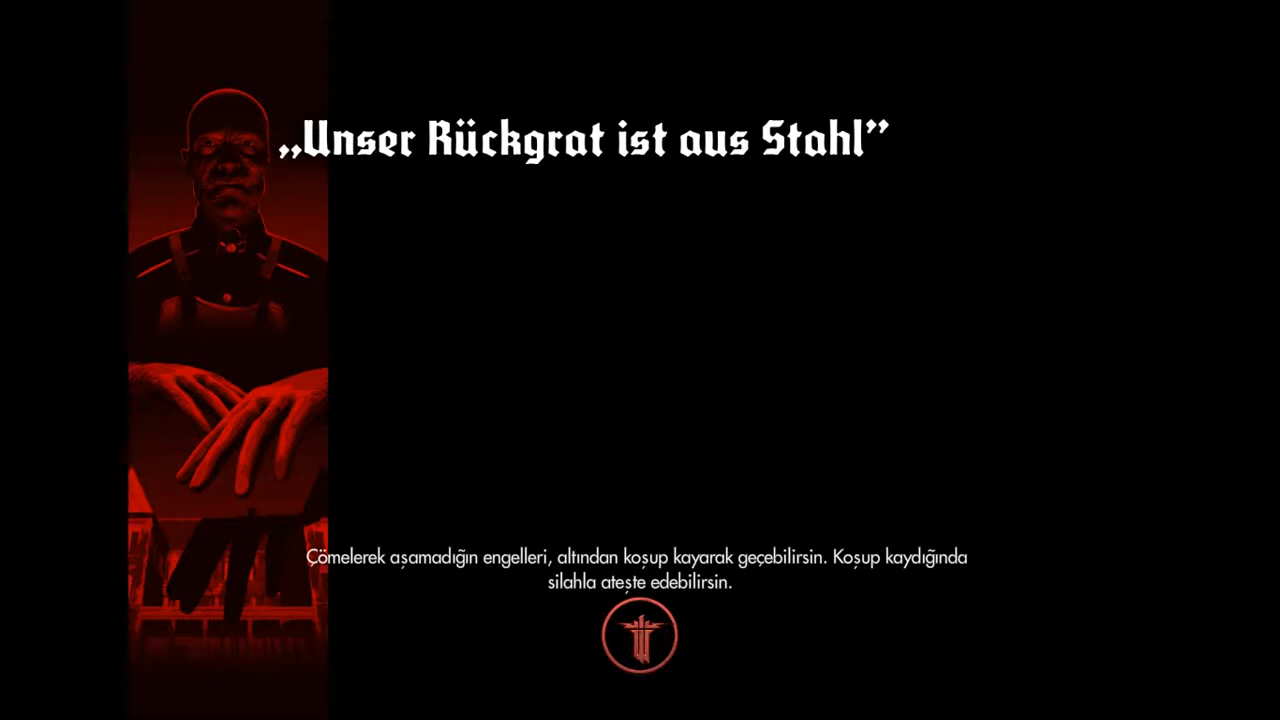 „Unser Rückgrat ist aus Stahl”
Çömelerek aşamadığın engelleri, altından koşup kayarak geçebilirsin. Koşup kaydığında
silahla ateşte edebilirsin.